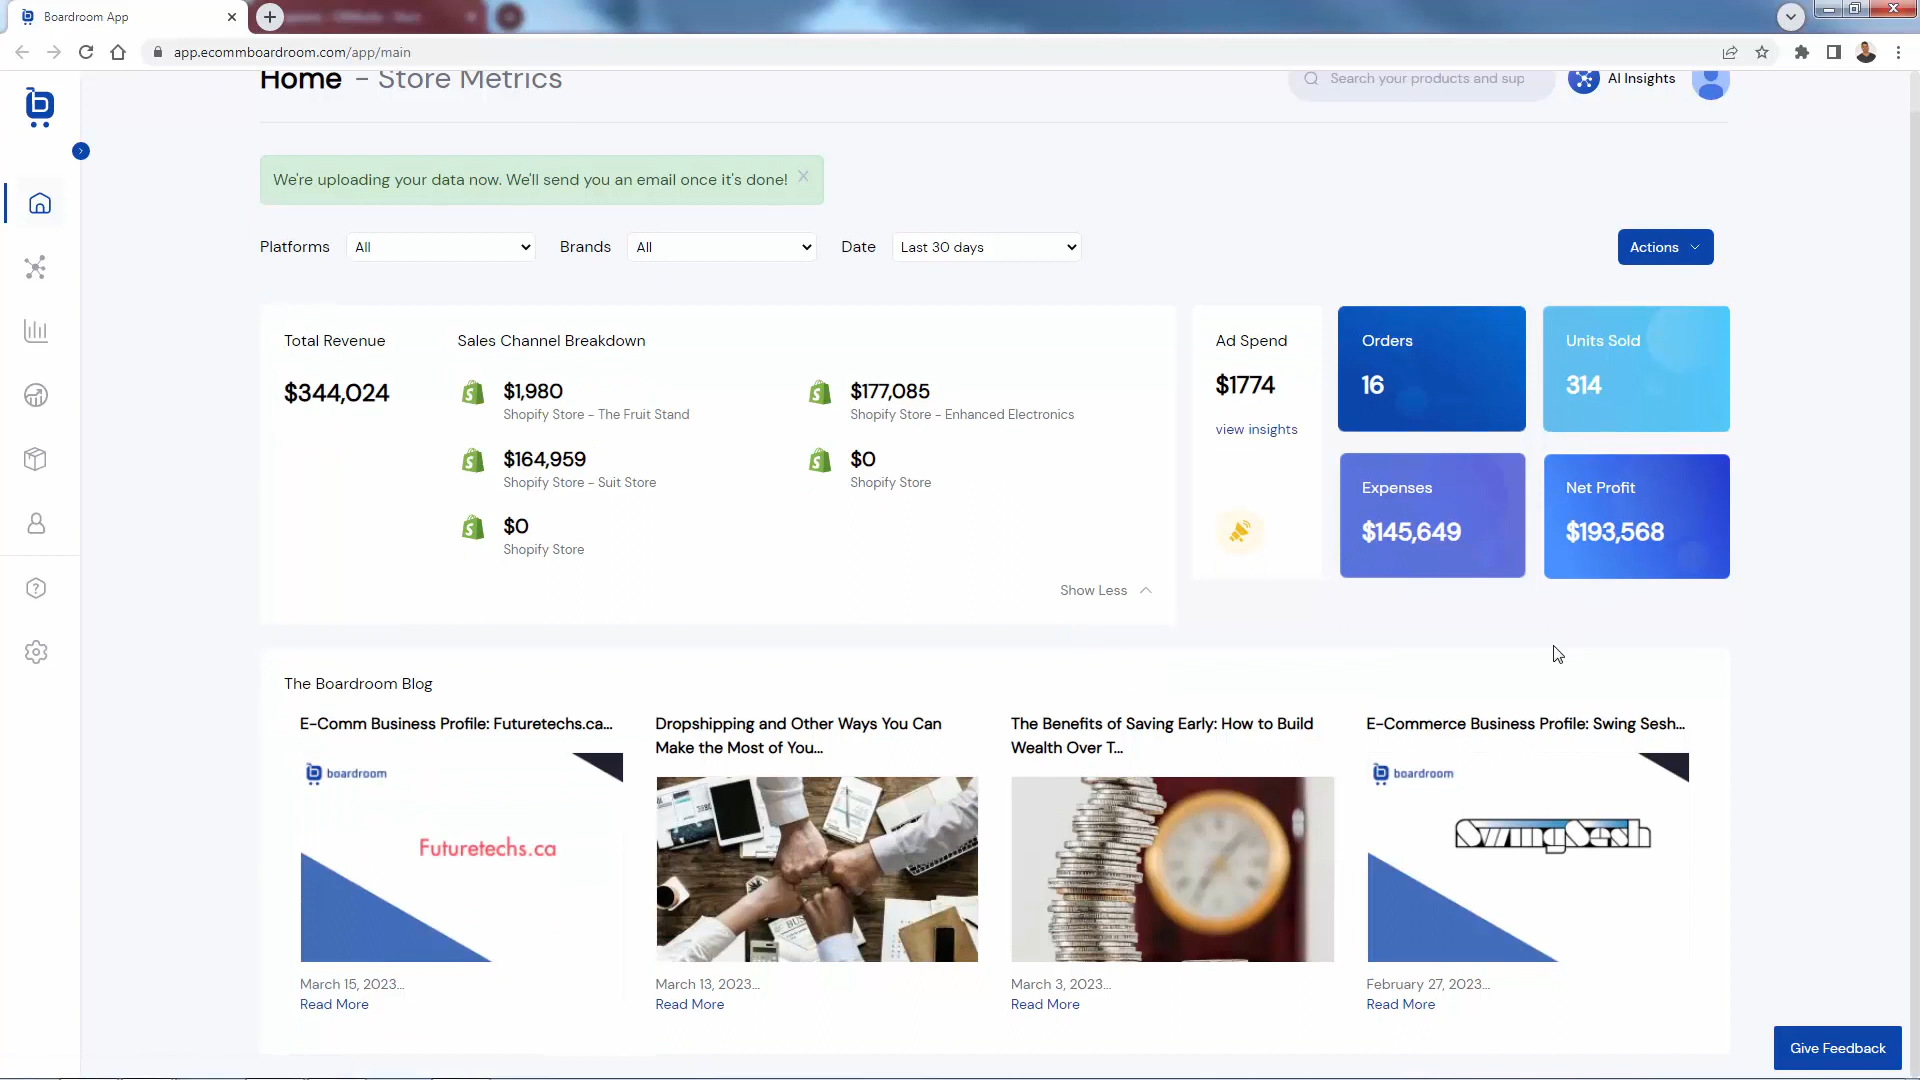 Boardroom App
app.ecommboardroom.com/app/main
Home - Store Metrics
Search your products and sup
AI Insights
We're uploading your data now. We'll send you an email once it's done!
Platforms
All
Brands
All
Date
Last 30 days
Actions
Total Revenue
$344,024
Sales Channel Breakdown
$1,980
Shopify Store - The Fruit Stand
$177,085
Shopify Store - Enhanced Electronics
$164,959
Shopify Store - Suit Store
$0
Shopify Store
$0
Shopify Store
Show Less
Ad Spend
$1774
view insights
Orders
16
Units Sold
314
Expenses
$145,649
Net Profit
$193,568
The Boardroom Blog
E-Comm Business Profile: Futuretechs.ca...
boardroom
Futuretechs.ca
March 15, 2023...
Read More
Dropshipping and Other Ways You Can
Make the Most of You...
March 13, 2023...
Read More
The Benefits of Saving Early: How to Build
Wealth Over T...
March 3, 2023...
Read More
E-Commerce Business Profile: Swing Sesh...
boardroom
SwingSesh
February 27, 2023...
Read More
Give Feedback